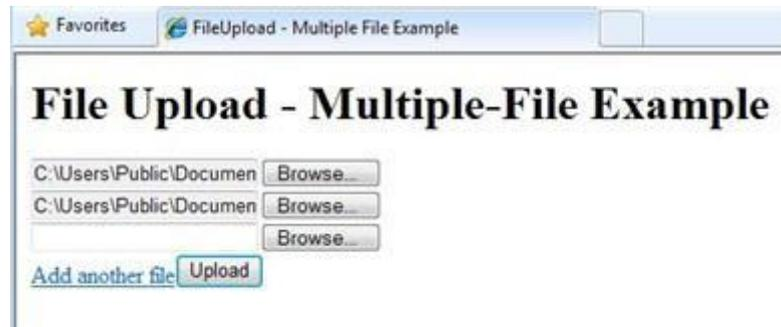 Favorites FileUpload - Multiple File Example
File Upload - Multiple-File Example
C:\Users\Public\Documen Browse...
C:\Users\Public\Documen Browse...
Browse...
Add another file Upload